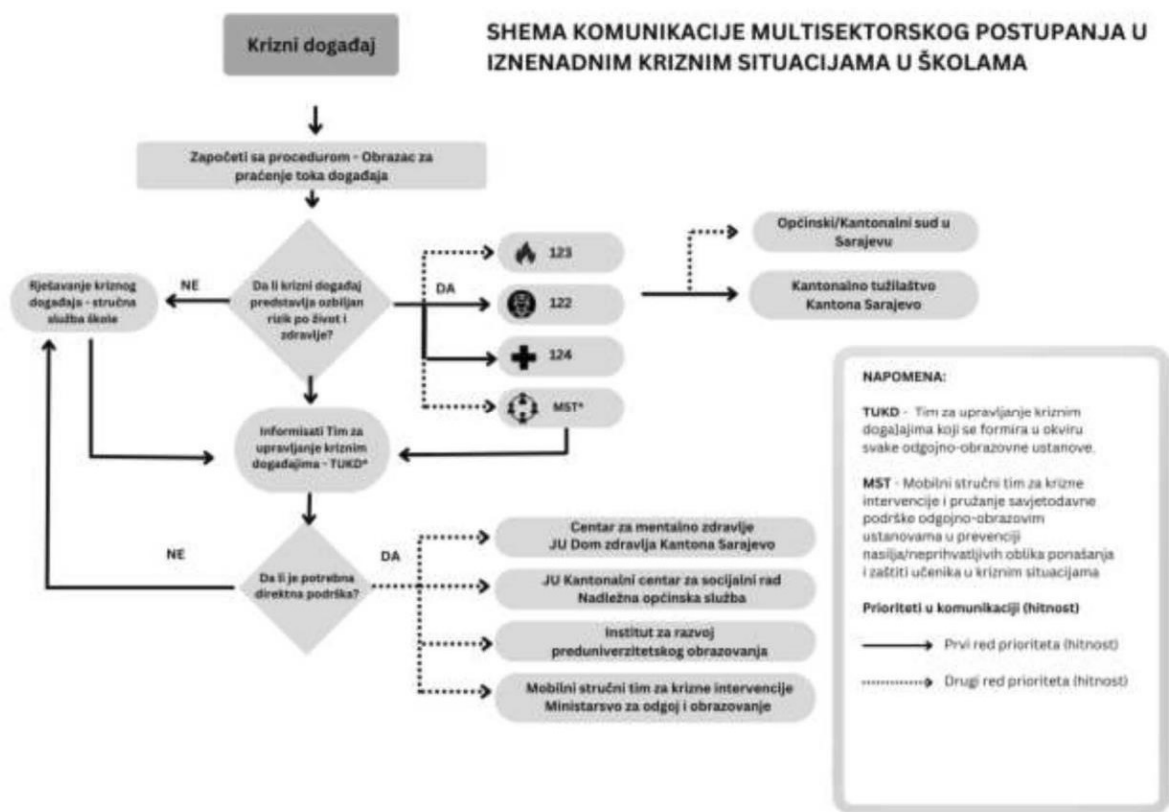 Krizni događaj
SHEMA KOMUNIKACIJE MULTISEKTORSKOG POSTUPANJA U
IZNENADNIM KRIZNIM SITUACIJAMA U ŠKOLAMA
Započeti sa procedurom - Obrazac za
praćenje toka događaja
Da li krizni događaj
predstavlja ozbiljan
rizik po život i
zdravlje?
NE
DA
Rješavanje kriznog
događaja - stručna
služba škole
123
122
124
MST*
Općinski/Kantonalni sud u
Sarajevu
Kantonalno tužilaštvo
Kantona Sarajevo
Informisati Tim za
upravljanje kriznim
događajima - TUKD*
Da li je potrebna
direktna podrška?
NE
DA
Centar za mentalno zdravlje
JU Dom zdravlja Kantona Sarajevo
JU Kantonalni centar za socijalni rad
Nadležna općinska služba
Institut za razvoj
preduniverzitetskog obrazovanja
Mobilni stručni tim za krizne intervencije
Ministarsvo za odgoj i obrazovanje
NAPOMENA:
TUKD - Tim za upravljanje kriznim
događajima koji se formira u okviru
svake odgojno-obrazovne ustanove.
MST - Mobilni stručni tim za krizne
intervencije i pružanje savjetodavne
podrške odgojno-obrazovim
ustanovama u prevenciji
nasilja/neprihvatljivih oblika ponašanja
i zaštiti učenika u kriznim situacijama
Prioriteti u komunikaciji (hitnost)
Prvi red prioriteta (hitnost)
Drugi red prioriteta (hitnost)